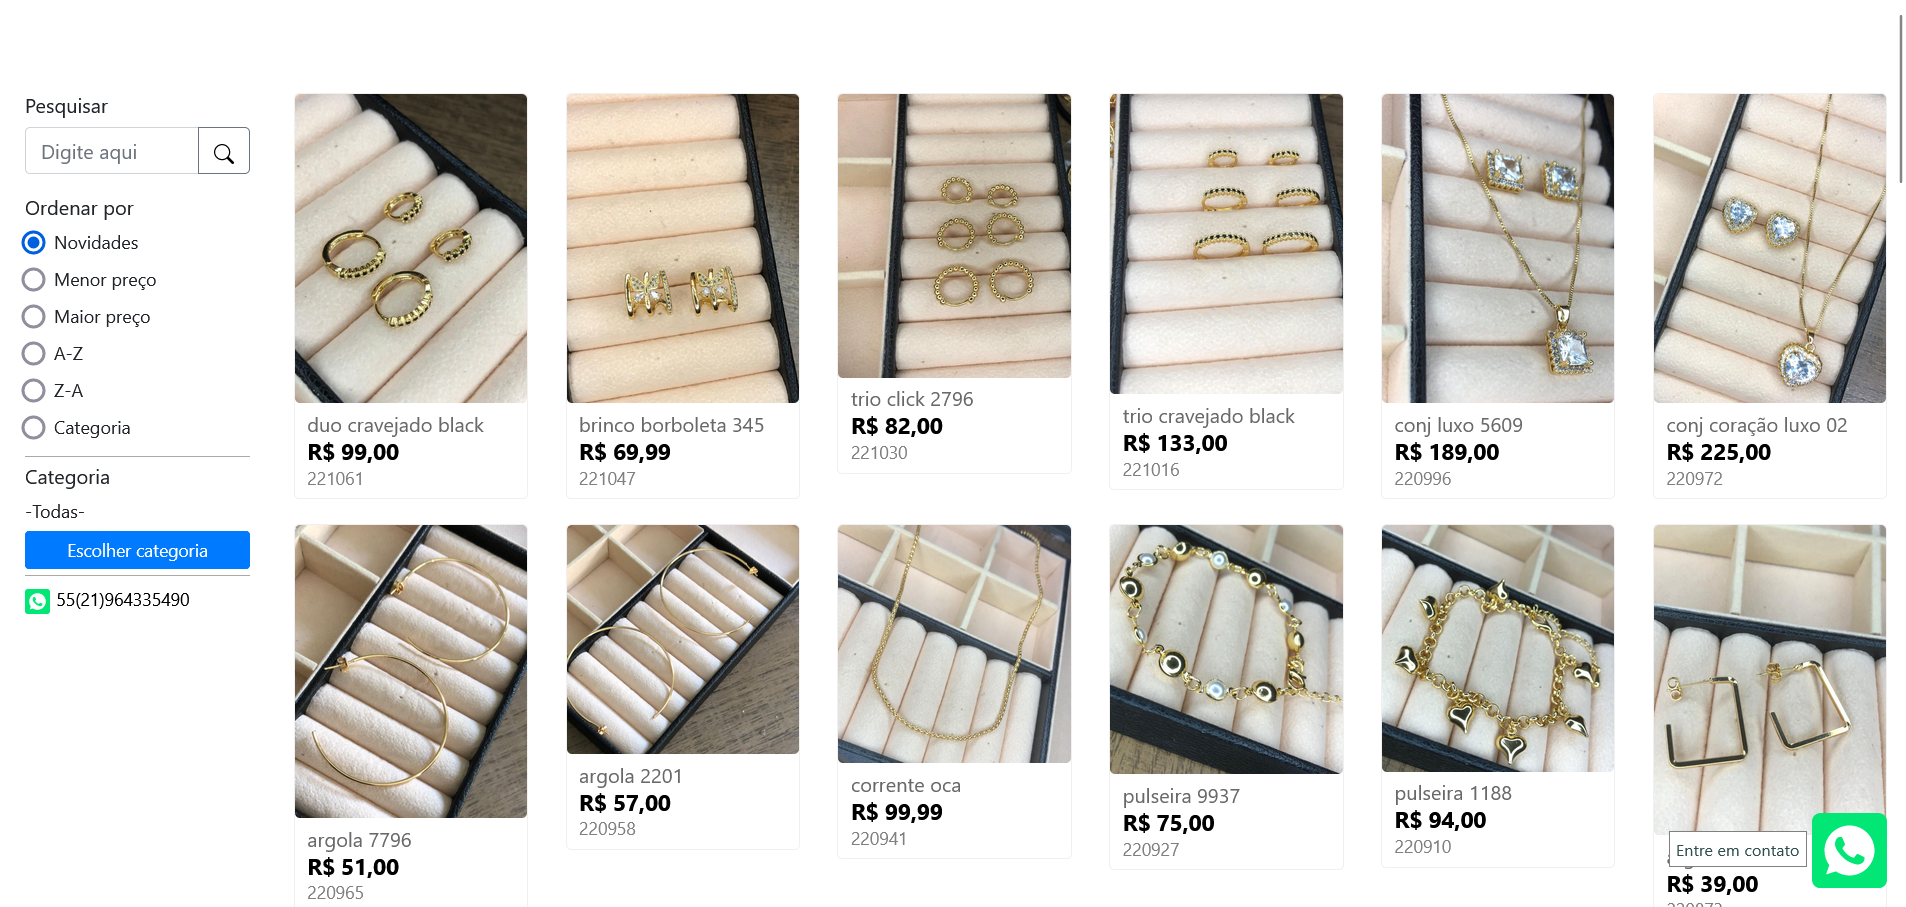 Pesquisar
Digite aqui
Ordenar por
Novidades
Menor preço
Maior preço
A-Z
Z-A
Categoria
Categoria
-Todas-
Escolher categoria
55(21)964335490
duo cravejado black
R$ 99,00
221061
brinco borboleta 345
R$ 69,99
221047
trio click 2796
R$ 82,00
221030
trio cravejado black
R$ 133,00
221016
conj luxo 5609
R$ 189,00
220996
conj coração luxo 02
R$ 225,00
220972
argola 7796
R$ 51,00
220965
argola 2201
R$ 57,00
220958
corrente oca
R$ 99,99
220941
pulseira 9937
R$ 75,00
220927
pulseira 1188
R$ 94,00
220910
Entre em contato
R$ 39,00